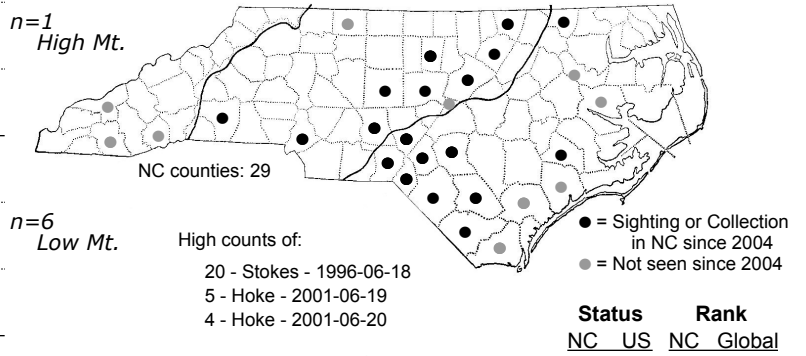 n=1
High Mt.
NC counties: 29
n=6
Low Mt.
High counts of:
20 - Stokes - 1996-06-18
5 - Hoke - 2001-06-19
4 - Hoke - 2001-06-20
= Sighting or Collection
in NC since 2004
= Not seen since 2004
Status Rank
NC US NC Global